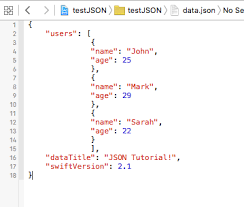 testJSON testJSON data.json No Se
1 {
2 "users": [
3 {
4 "name": "John",
5 "age": 25
6 },
7 {
8 "name": "Mark",
9 "age": 29
10 },
11 {
12 "name": "Sarah",
13 "age": 22
14 }
15 ],
16 "dataTitle": "JSON Tutorial!",
17 "swiftVersion": 2.1
18 }